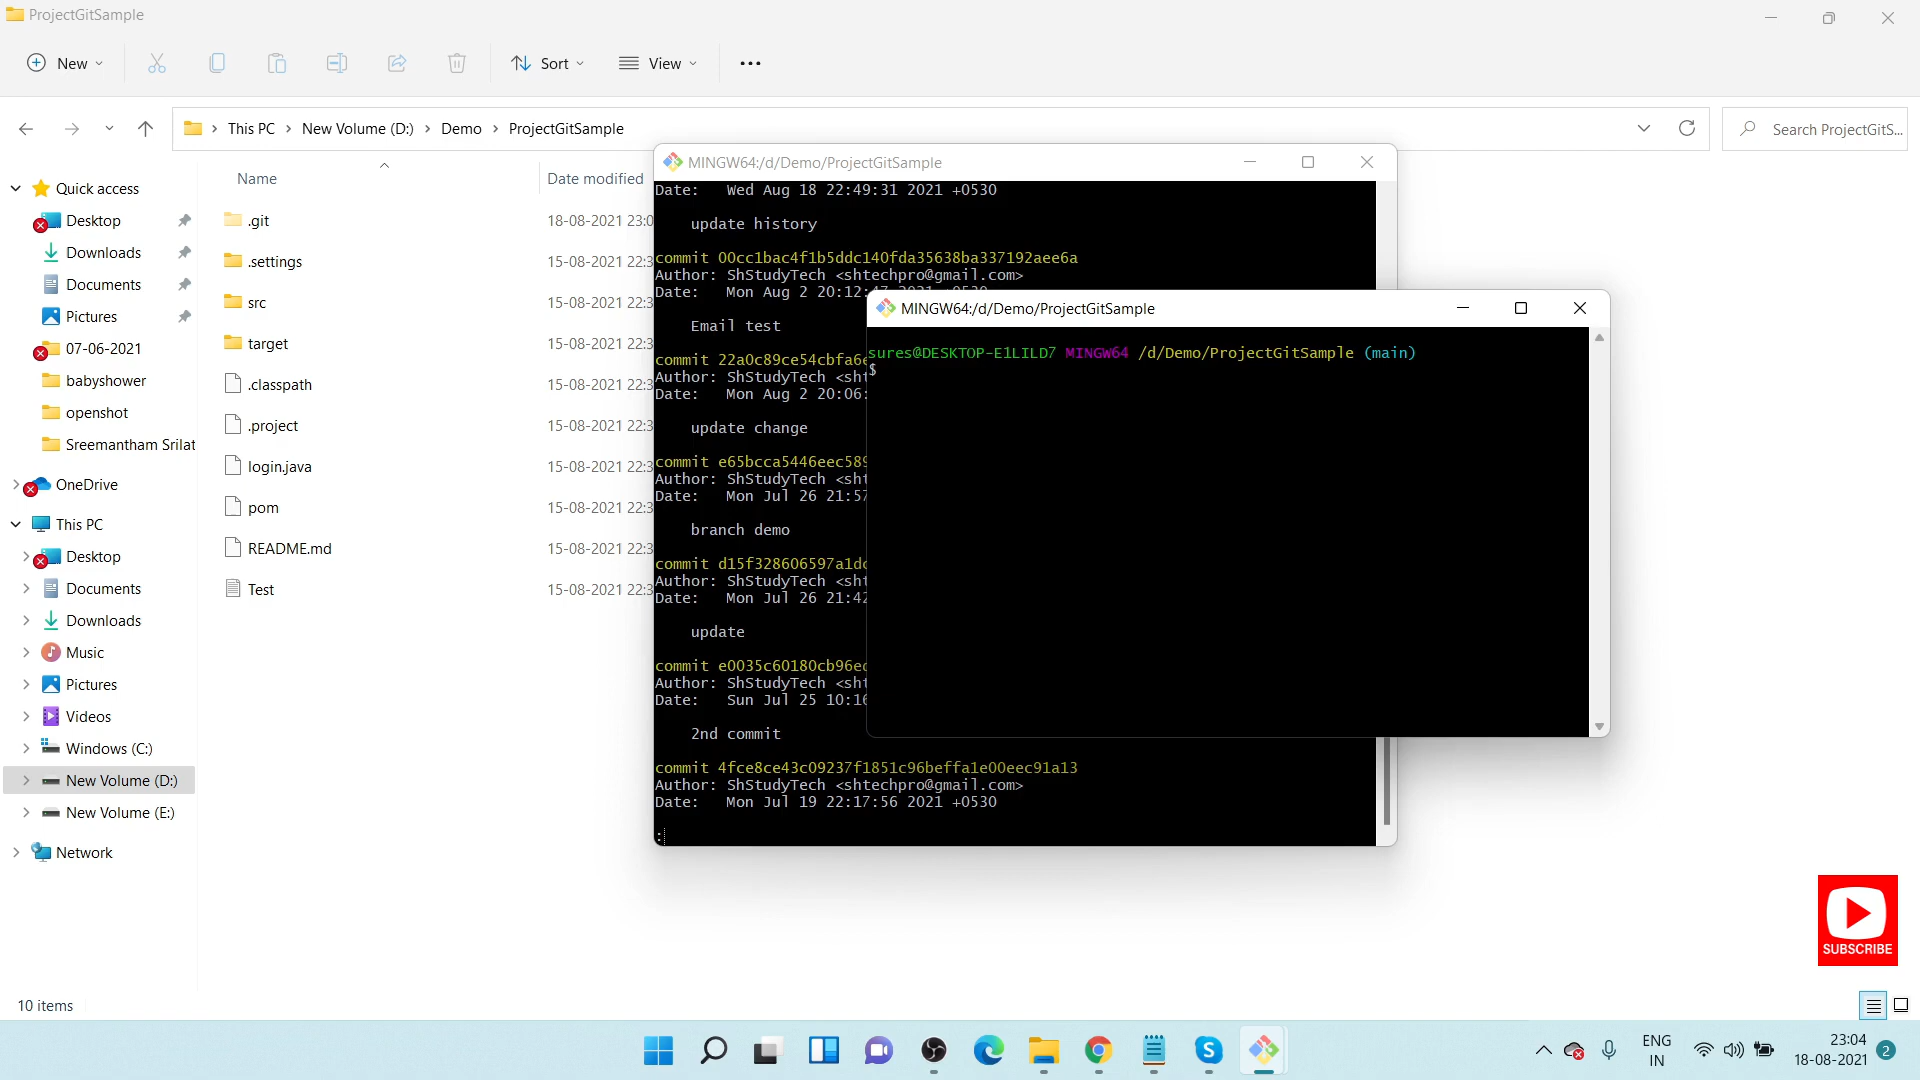 ProjectGitSample
New
Sort
View
This PC > New Volume (D:) > Demo > ProjectGitSample
Search ProjectGitS...
Name
Date modified
Quick access
Desktop
Downloads
Documents
Pictures
07-06-2021
babyshower
openshot
Sreemantham Srilat
OneDrive
This PC
Desktop
Documents
Downloads
Music
Pictures
Videos
Windows (C:)
New Volume (D:)
New Volume (E:)
Network
.git 18-08-2021 23:0
.settings 15-08-2021 22:3
src 15-08-2021 22:3
target 15-08-2021 22:3
.classpath 15-08-2021 22:3
.project 15-08-2021 22:3
login.java 15-08-2021 22:3
pom 15-08-2021 22:3
README.md 15-08-2021 22:3
Test 15-08-2021 22:3
MINGW64:/d/Demo/ProjectGitSample
Date: Wed Aug 18 22:49:31 2021 +0530
update history
commit 00cc1bac4f1b5ddc140fda35638ba337192aee6a
Author: ShStudyTech <shtechpro@gmail.com>
Date: Mon Aug 2 20:12:47 2021 +0530
Email test
commit 22a0c89ce54cbfa6e
Author: ShStudyTech <sht
Date: Mon Aug 2 20:06:
update change
commit e65bcca5446eec589
Author: ShStudyTech <sht
Date: Mon Jul 26 21:57
branch demo
commit d15f328606597a1dc
Author: ShStudyTech <sht
Date: Mon Jul 26 21:42
update
commit e0035c60180cb96ec
Author: ShStudyTech <sht
Date: Sun Jul 25 10:16
2nd commit
commit 4fce8ce43c09237f1851c96beffa1e00eec91a13
Author: ShStudyTech <shtechpro@gmail.com>
Date: Mon Jul 19 22:17:56 2021 +0530
:
MINGW64:/d/Demo/ProjectGitSample
sures@DESKTOP-E1LILD7 MINGW64 /d/Demo/ProjectGitSample (main)
$
SUBSCRIBE
10 items
ENG
IN
23:04
18-08-2021
2